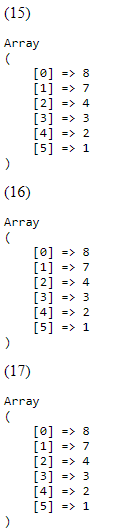 (15)
Array
(
[0] => 8
[1] => 7
[2] => 4
[3] => 3
[4] => 2
[5] => 1
)
(16)
Array
(
[0] => 8
[1] => 7
[2] => 4
[3] => 3
[4] => 2
[5] => 1
)
(17)
Array
(
[0] => 8
[1] => 7
[2] => 4
[3] => 3
[4] => 2
[5] => 1
)